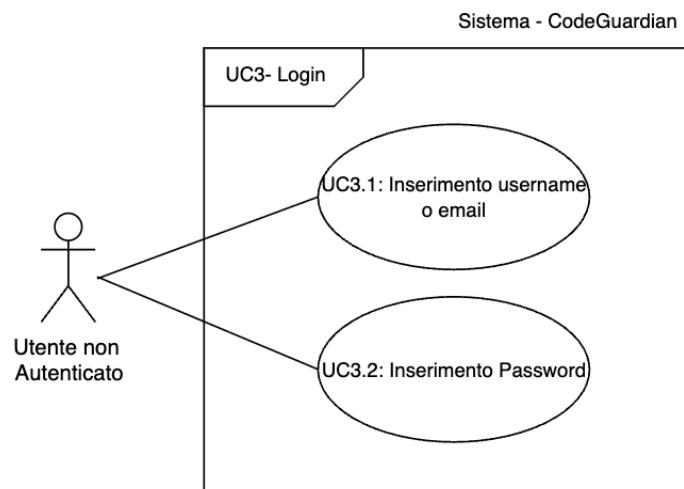 Sistema - CodeGuardian
UC3- Login
UC3.1: Inserimento username
o email
UC3.2: Inserimento Password
Utente non
Autenticato